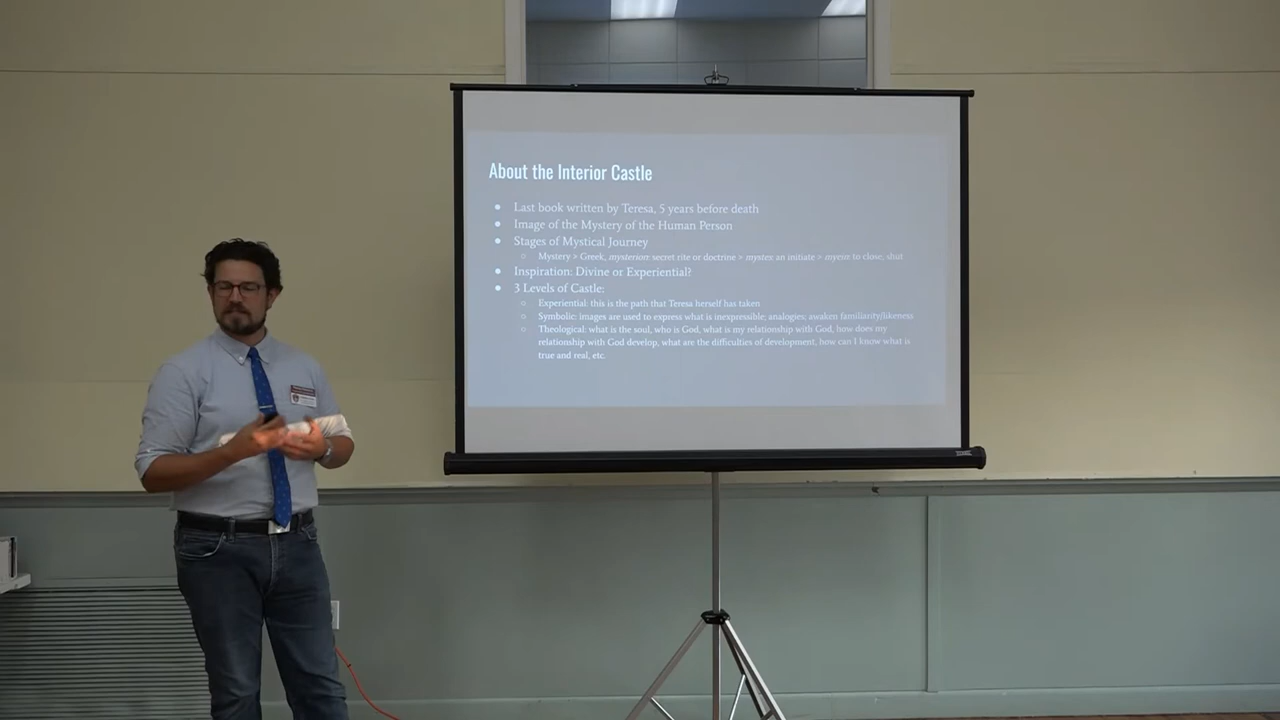 About the Interior Castle
● Last book written by Teresa, 5 years before death
● Image of the Mystery of the Human Person
● Stages of Mystical Journey
○ Mystery > Greek, mysterion: secret rite or doctrine > mystes: an initiate > myein: to close, shut
● Inspiration: Divine or Experiential?
● 3 Levels of Castle:
○ Experiential: this is the path that Teresa herself has taken
○ Symbolic: images are used to express what is inexpressible; analogies; awaken familiarity/likeness
○ Theological: what is the soul, who is God, what is my relationship with God, how does my
relationship with God develop, what are the difficulties of development, how can I know what is
true and real, etc.